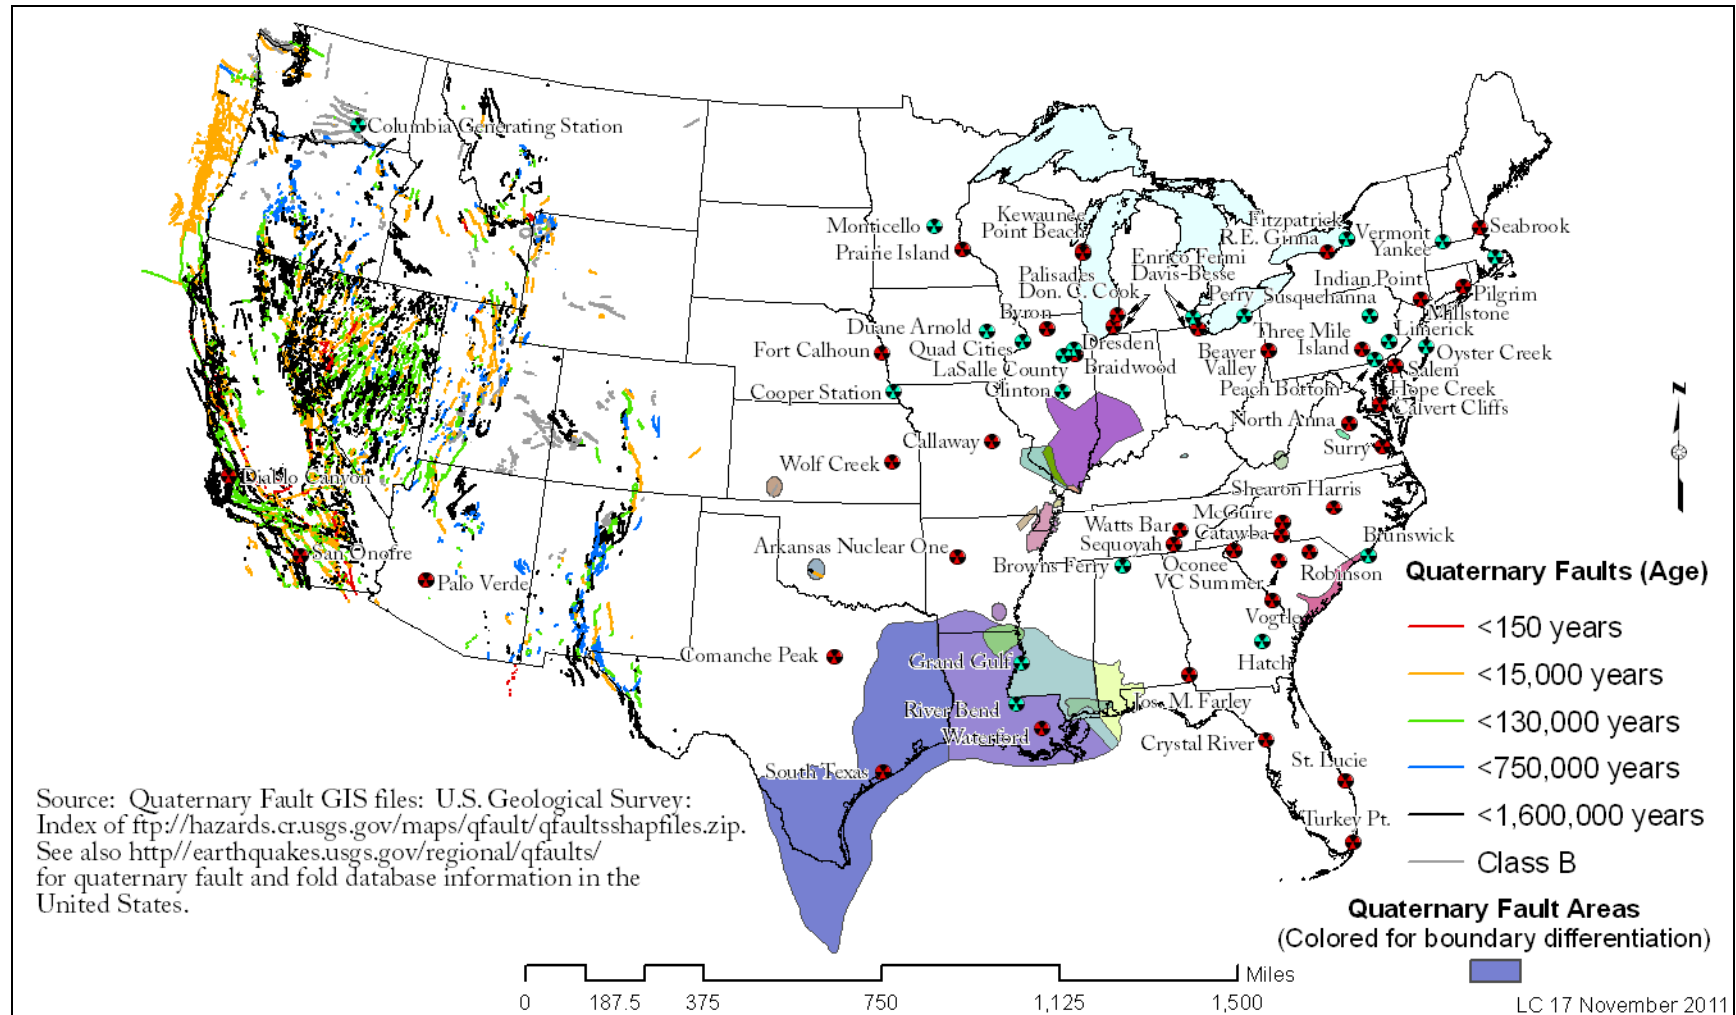 Columbia Generating Station
Monticello
Prairie Island
Kewaunee
Point Beach
Fitzpatrick
R.E. Ginna
Vermont
Yankee
Seabrook
Enrico Fermi
Davis-Besse
Palisades
Don. C. Cook
Perry
Susquehanna
Indian Point
Pilgrim
Millstone
Byron
Duane Arnold
Quad Cities
Fort Calhoun
LaSalle County
Dresden
Braidwood
Three Mile
Island
Limerick
Oyster Creek
Beaver
Valley
Salem
Peach Bottom
Hope Creek
Calvert Cliffs
Cooper Station
Clinton
North Anna
Callaway
Surry
Wolf Creek
Diablo Canyon
Shearon Harris
McGuire
Watts Bar
Catawba
Sequoyah
Brunswick
Arkansas Nuclear One
San Onofre
Palo Verde
Browns Ferry
Oconee
VC Summer
Robinson
Vogtle
Hatch
Comanche Peak
Grand Gulf
River Bend
Waterford
Jos. M. Farley
Crystal River
South Texas
St. Lucie
Turkey Pt.
N
Quaternary Faults (Age)
<150 years
<15,000 years
<130,000 years
<750,000 years
<1,600,000 years
Class B
Quaternary Fault Areas
(Colored for boundary differentiation)
Source: Quaternary Fault GIS files: U.S. Geological Survey:
Index of ftp://hazards.cr.usgs.gov/maps/qfault/qfaultsshapfiles.zip.
See also http//earthquakes.usgs.gov/regional/qfaults/
for quaternary fault and fold database information in the
United States.
Miles
0 187.5 375 750 1,125 1,500
LC 17 November 2011